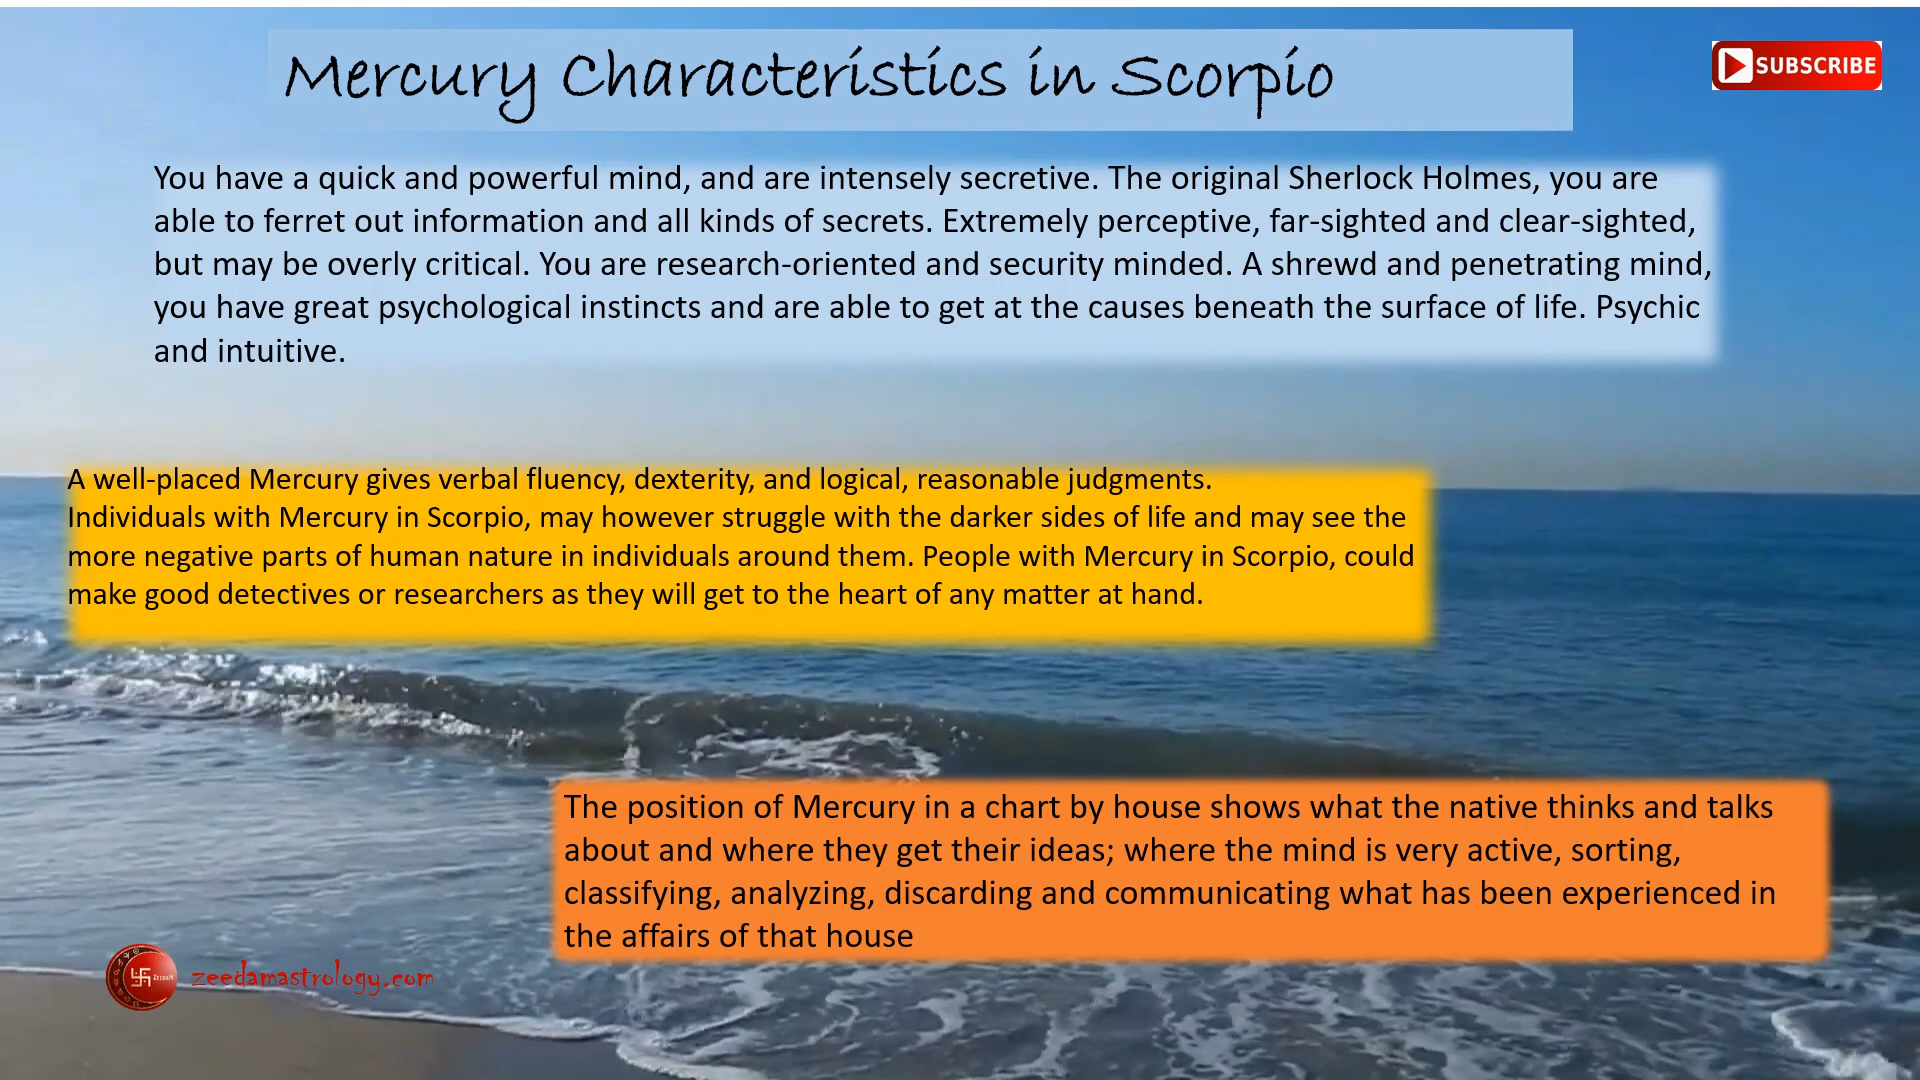 Mercury Characteristics in Scorpio
SUBSCRIBE
You have a quick and powerful mind, and are intensely secretive. The original Sherlock Holmes, you are
able to ferret out information and all kinds of secrets. Extremely perceptive, far-sighted and clear-sighted,
but may be overly critical. You are research-oriented and security minded. A shrewd and penetrating mind,
you have great psychological instincts and are able to get at the causes beneath the surface of life. Psychic
and intuitive.
A well-placed Mercury gives verbal fluency, dexterity, and logical, reasonable judgments.
Individuals with Mercury in Scorpio, may however struggle with the darker sides of life and may see the
more negative parts of human nature in individuals around them. People with Mercury in Scorpio, could
make good detectives or researchers as they will get to the heart of any matter at hand.
The position of Mercury in a chart by house shows what the native thinks and talks
about and where they get their ideas; where the mind is very active, sorting,
classifying, analyzing, discarding and communicating what has been experienced in
the affairs of that house
zeedamastrology.com